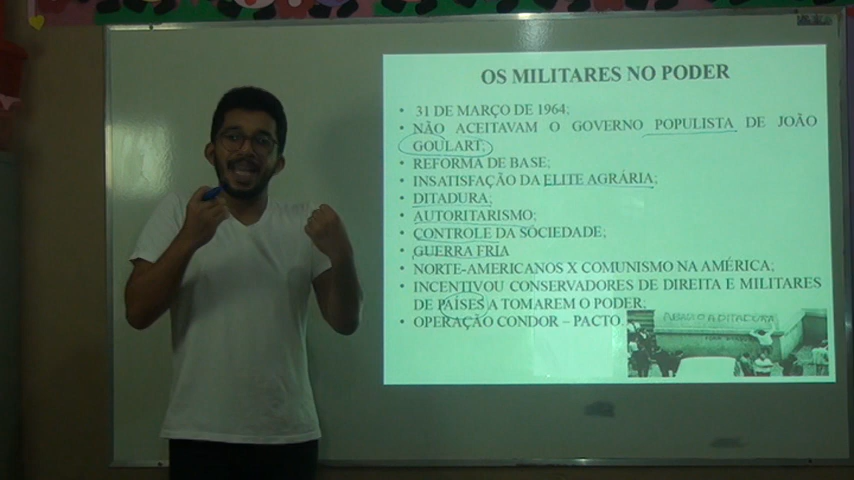 OS MILITARES NO PODER
• 31 DE MARÇO DE 1964;
• NÃO ACEITAVAM O GOVERNO POPULISTA DE JOÃO
GOULART;
• REFORMA DE BASE;
• INSATISFAÇÃO DA ELITE AGRÁRIA;
• DITADURA;
• AUTORITARISMO;
• CONTROLE DA SOCIEDADE;
• GUERRA FRIA
• NORTE-AMERICANOS X COMUNISMO NA AMÉRICA;
• INCENTIVOU CONSERVADORES DE DIREITA E MILITARES
DE PAÍSES A TOMAREM O PODER;
• OPERAÇÃO CONDOR – PACTO.
ABAIXO A DITADURA